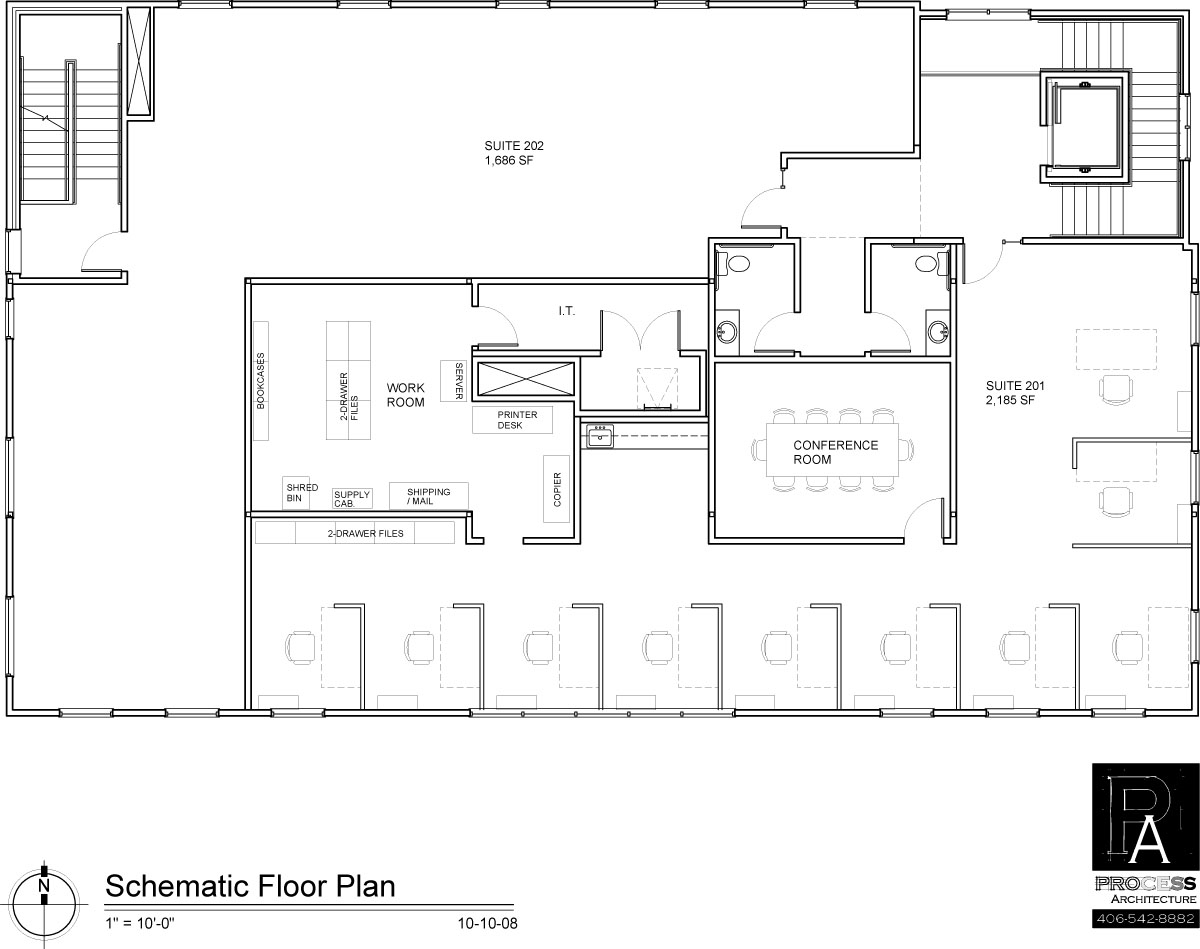 SUITE 202
1,686 SF
I.T.
BOOKCASES
2-DRAWER
FILES
WORK
ROOM
SERVER
PRINTER
DESK
SUITE 201
2,185 SF
CONFERENCE
ROOM
SHRED
BIN
SUPPLY
CAB.
SHIPPING
/ MAIL
COPIER
2-DRAWER FILES
PA
PROCESS
ARCHITECTURE
406-542-8882
N
Schematic Floor Plan
1" = 10'-0"
10-10-08